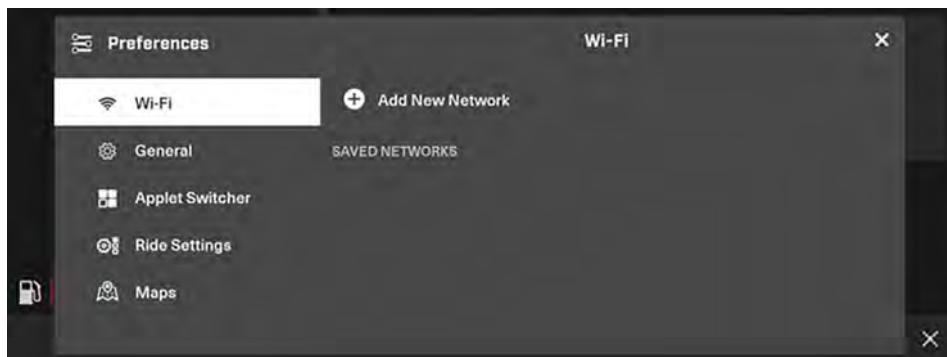 Preferences
Wi-Fi
Wi-Fi
Add New Network
General
SAVED NETWORKS
Applet Switcher
Ride Settings
Maps